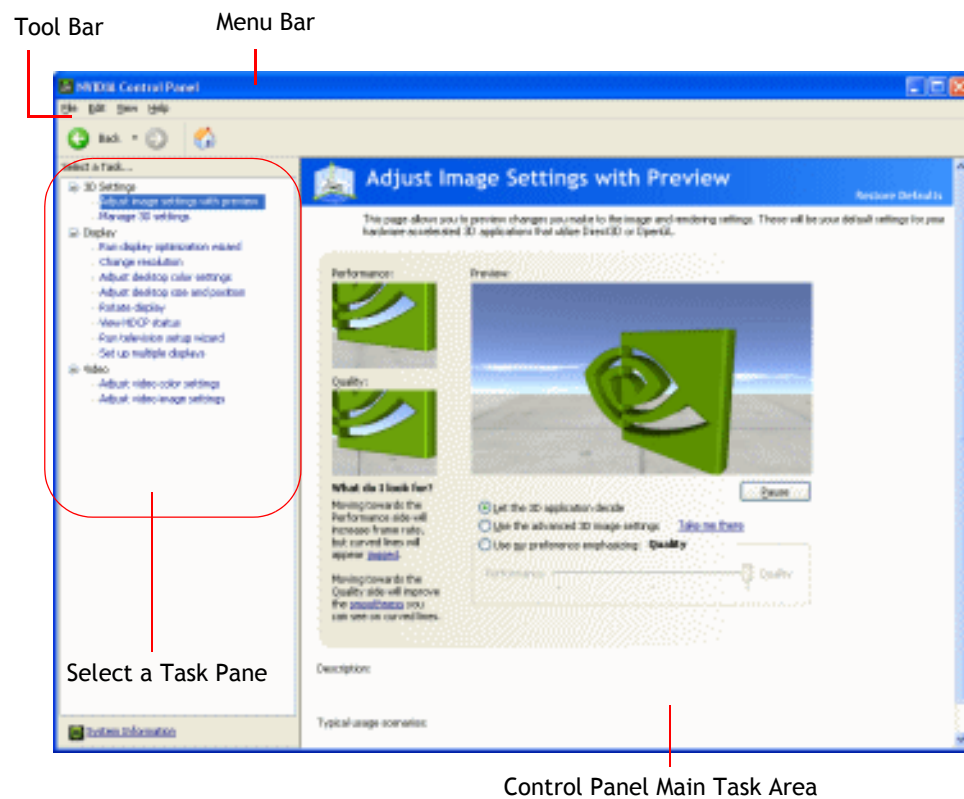 Tool Bar
Menu Bar
NVIDIA Control Panel
File Edit View Help
Back
Select a Task...
3D Settings
Adjust image settings with preview
Manage 3D settings
Display
Run display optimization wizard
Change resolution
Adjust desktop color settings
Adjust desktop size and position
Rotate display
View HDCP status
Run television setup wizard
Set up multiple displays
Video
Adjust video color settings
Adjust video image settings
Select a Task Pane
System Information
Adjust Image Settings with Preview
Restore Defaults
This page allows you to preview changes you make to the image and rendering settings. These will be your default settings for your
hardware accelerated 3D applications that utilize Direct3D or OpenGL.
Performance:
Preview:
Quality:
What do I look for?
Moving towards the
Performance side will
increase frame rate,
but curved lines will
appear jagged.
Moving towards the
Quality side will improve
the smoothness you
can see on curved lines.
Pause
Let the 3D application decide
Use the advanced 3D image settings Take me there
Use my preference emphasizing: Quality
Performance Quality
Description:
Typical usage scenarios:
Control Panel Main Task Area